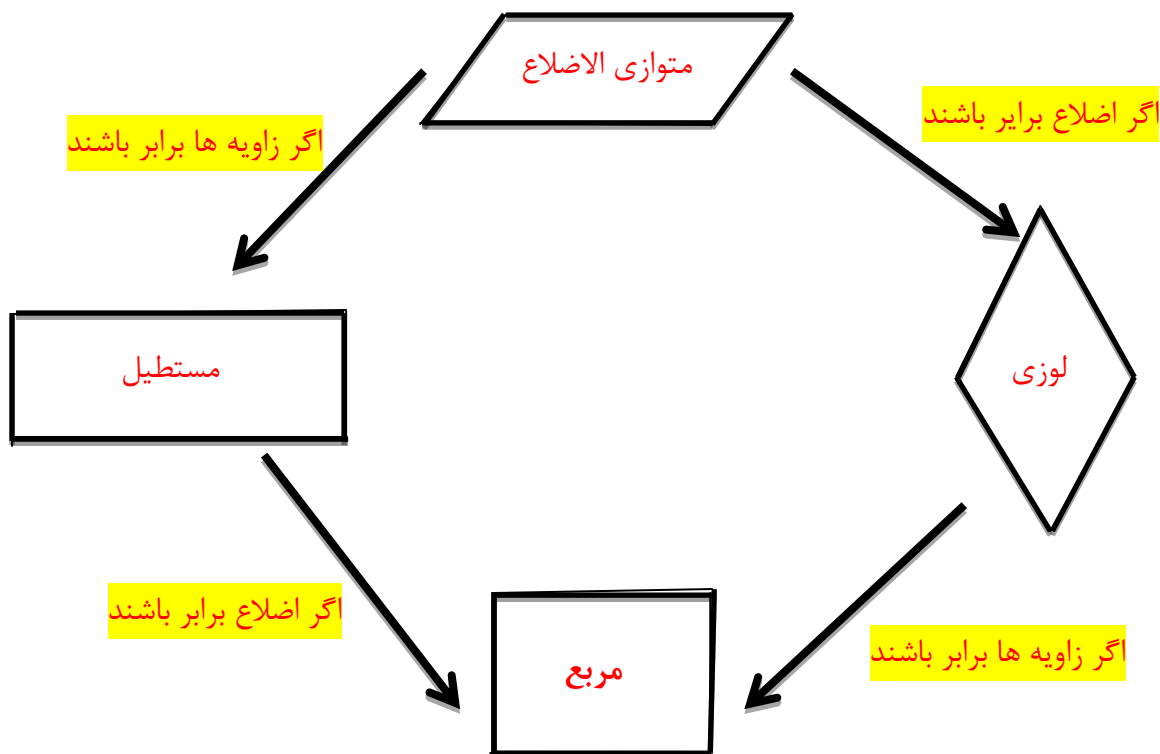 متوازی الاضلاع
اگر اضلاع برایر باشند
اگر زاویه ها برابر باشند
لوزی
مستطیل
اگر اضلاع برابر باشند
اگر زاویه ها برابر باشند
مربع